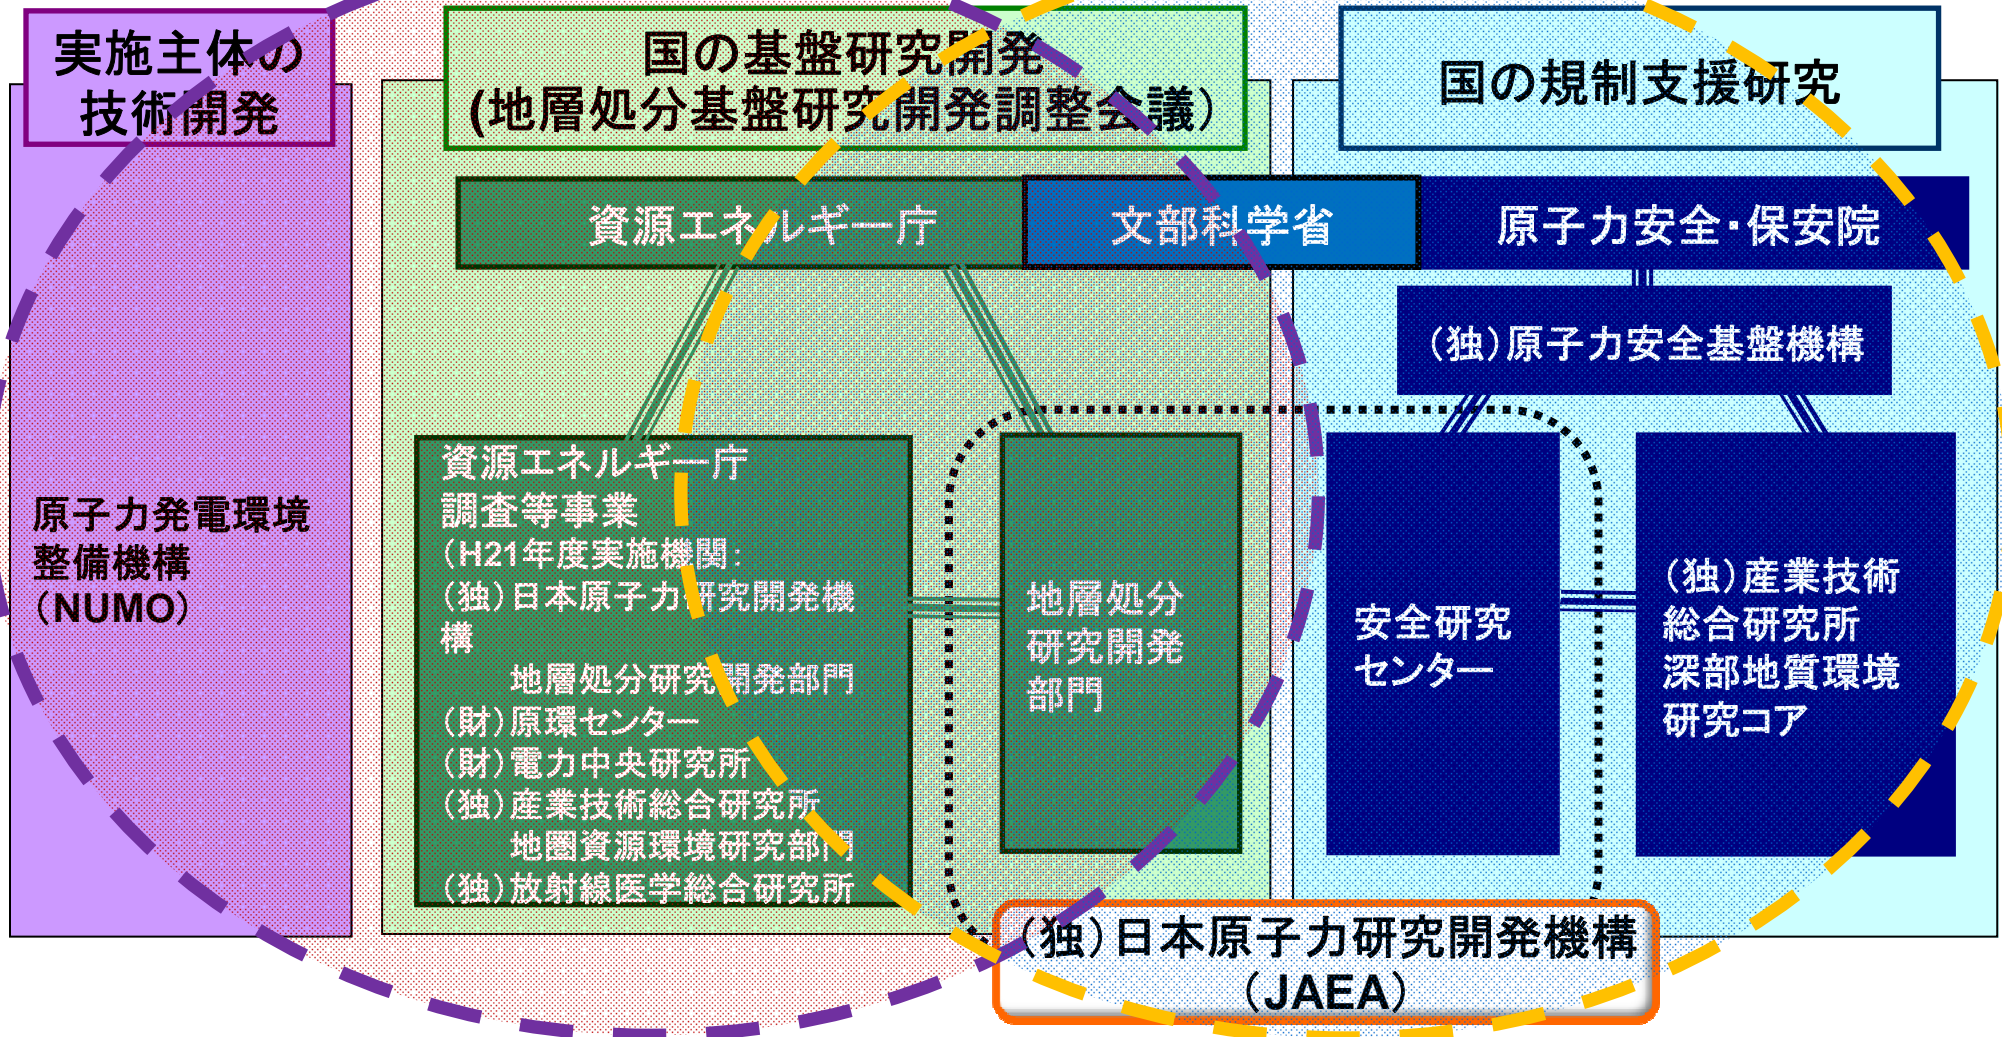 実施主体の
技術開発
国の基盤研究開発
(地層処分基盤研究開発調整会議)
国の規制支援研究
資源エネルギー庁
文部科学省
原子力安全・保安院
(独)原子力安全基盤機構
原子力発電環境
整備機構
(NUMO)
資源エネルギー庁
調査等事業
(H21年度実施機関:
(独)日本原子力研究開発機
構
地層処分研究開発部門
(財)原環センター
(財)電力中央研究所
(独)産業技術総合研究所
地圏資源環境研究部門
(独)放射線医学総合研究所
地層処分
研究開発
部門
安全研究
センター
(独)産業技術
総合研究所
深部地質環境
研究コア
(独)日本原子力研究開発機構
(JAEA)